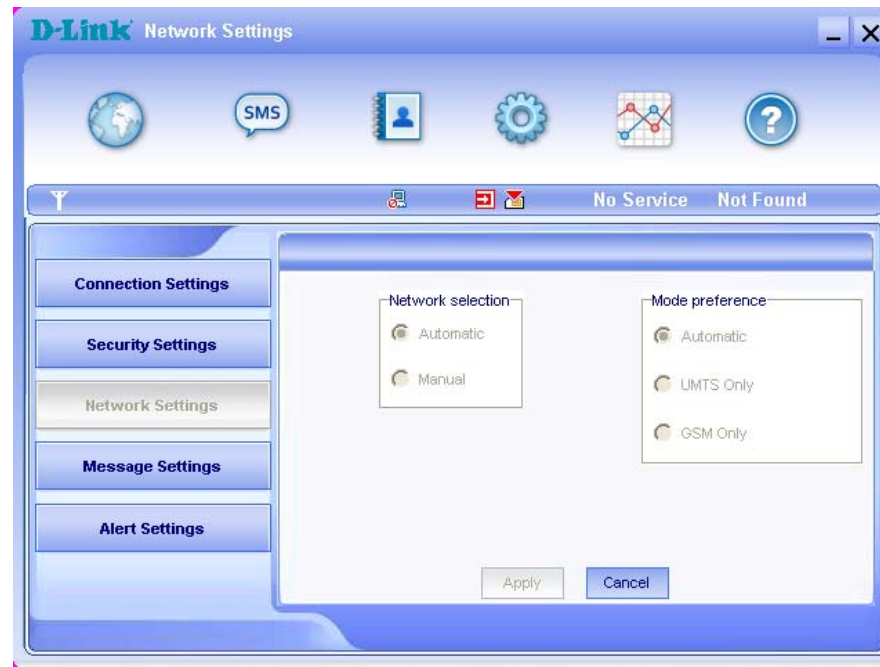 D-Link Network Settings
SMS
?
No Service Not Found
Connection Settings
Security Settings
Network Settings
Message Settings
Alert Settings
Network selection
Automatic
Manual
Mode preference
Automatic
UMTS Only
GSM Only
Apply Cancel